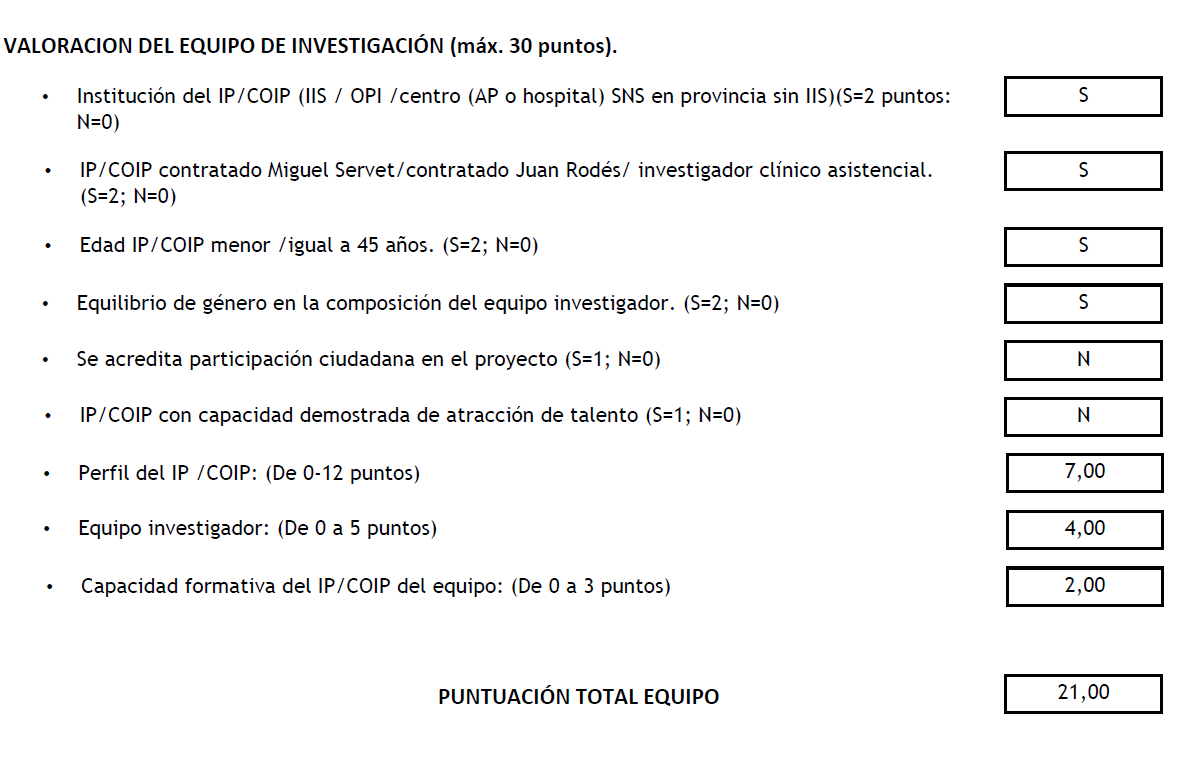 VALORACION DEL EQUIPO DE INVESTIGACIÓN (máx. 30 puntos).
• Institución del IP/COIP (IIS / OPI /centro (AP o hospital) SNS en provincia sin IIS)(S=2 puntos: S
N=0)
• IP/COIP contratado Miguel Servet/contratado Juan Rodés/ investigador clínico asistencial. S
(S=2; N=0)
• Edad IP/COIP menor /igual a 45 años. (S=2; N=0) S
• Equilibrio de género en la composición del equipo investigador. (S=2; N=0) S
• Se acredita participación ciudadana en el proyecto (S=1; N=0) N
• IP/COIP con capacidad demostrada de atracción de talento (S=1; N=0) N
• Perfil del IP /COIP: (De 0-12 puntos) 7,00
• Equipo investigador: (De 0 a 5 puntos) 4,00
• Capacidad formativa del IP/COIP del equipo: (De 0 a 3 puntos) 2,00
PUNTUACIÓN TOTAL EQUIPO 21,00